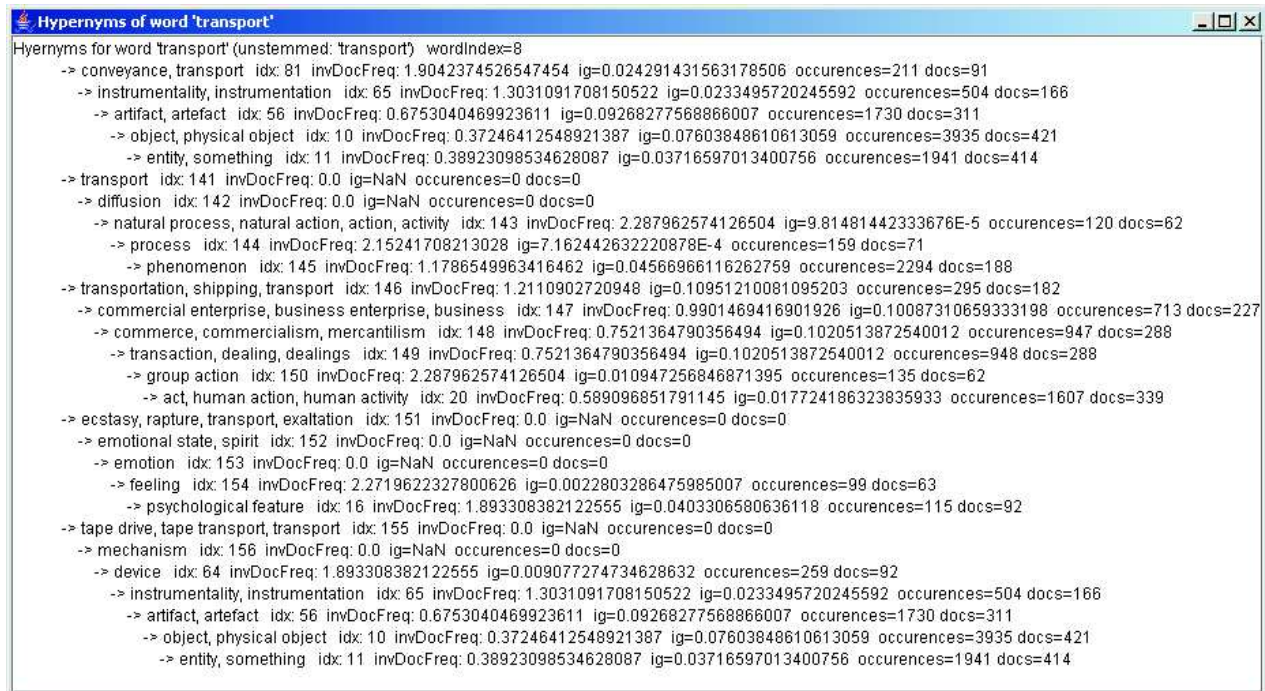 Hypernyms of word 'transport'
Hyernyms for word 'transport' (unstemmed: 'transport') wordIndex=8
-> conveyance, transport idx: 81 invDocFreq: 1.9042374526547454 ig=0.024291431563178506 occurences=211 docs=91
-> instrumentality, instrumentation idx: 65 invDocFreq: 1.3031091708150522 ig=0.0233495720245592 occurences=504 docs=166
-> artifact, artefact idx: 56 invDocFreq: 0.6753040469923611 ig=0.09268277568866007 occurences=1730 docs=311
-> object, physical object idx: 10 invDocFreq: 0.37246412548921387 ig=0.07603848610613059 occurences=3935 docs=421
-> entity, something idx: 11 invDocFreq: 0.38923098534628087 ig=0.03716597013400756 occurences=1941 docs=414
-> transport idx: 141 invDocFreq: 0.0 ig=NaN occurences=0 docs=0
-> diffusion idx: 142 invDocFreq: 0.0 ig=NaN occurences=0 docs=0
-> natural process, natural action, action, activity idx: 143 invDocFreq: 2.287962574126504 ig=9.81481442333676E-5 occurences=120 docs=62
-> process idx: 144 invDocFreq: 2.15241708213028 ig=7.162442632220878E-4 occurences=159 docs=71
-> phenomenon idx: 145 invDocFreq: 1.1786549963416462 ig=0.04566966116262759 occurences=2294 docs=188
-> transportation, shipping, transport idx: 146 invDocFreq: 1.2110902720948 ig=0.10951210081095203 occurences=295 docs=182
-> commercial enterprise, business enterprise, business idx: 147 invDocFreq: 0.9901469416901926 ig=0.10087310659333198 occurences=713 docs=227
-> commerce, commercialism, mercantilism idx: 148 invDocFreq: 0.7521364790356494 ig=0.1020513872540012 occurences=947 docs=288
-> transaction, dealing, dealings idx: 149 invDocFreq: 0.7521364790356494 ig=0.1020513872540012 occurences=948 docs=288
-> group action idx: 150 invDocFreq: 2.287962574126504 ig=0.010947256846871395 occurences=135 docs=62
-> act, human action, human activity idx: 20 invDocFreq: 0.589096851791145 ig=0.017724186323835933 occurences=1607 docs=339
-> ecstasy, rapture, transport, exaltation idx: 151 invDocFreq: 0.0 ig=NaN occurences=0 docs=0
-> emotional state, spirit idx: 152 invDocFreq: 0.0 ig=NaN occurences=0 docs=0
-> emotion idx: 153 invDocFreq: 0.0 ig=NaN occurences=0 docs=0
-> feeling idx: 154 invDocFreq: 2.2719622327800626 ig=0.0022803286475985007 occurences=99 docs=63
-> psychological feature idx: 16 invDocFreq: 1.893308382122555 ig=0.0403306580636118 occurences=115 docs=92
-> tape drive, tape transport, transport idx: 155 invDocFreq: 0.0 ig=NaN occurences=0 docs=0
-> mechanism idx: 156 invDocFreq: 0.0 ig=NaN occurences=0 docs=0
-> device idx: 64 invDocFreq: 1.893308382122555 ig=0.009077274734628632 occurences=259 docs=92
-> instrumentality, instrumentation idx: 65 invDocFreq: 1.3031091708150522 ig=0.0233495720245592 occurences=504 docs=166
-> artifact, artefact idx: 56 invDocFreq: 0.6753040469923611 ig=0.09268277568866007 occurences=1730 docs=311
-> object, physical object idx: 10 invDocFreq: 0.37246412548921387 ig=0.07603848610613059 occurences=3935 docs=421
-> entity, something idx: 11 invDocFreq: 0.38923098534628087 ig=0.03716597013400756 occurences=1941 docs=414